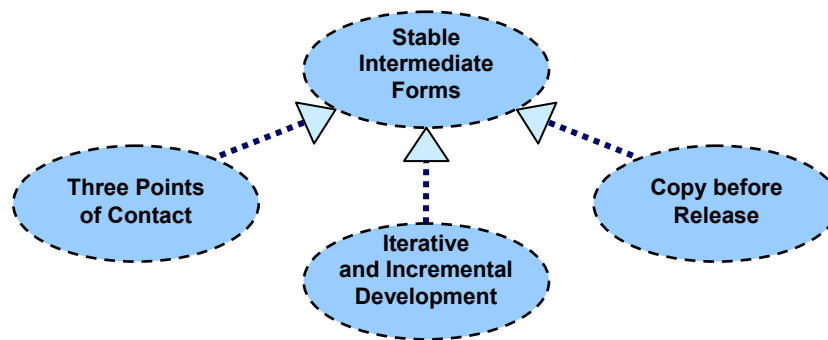 Stable
Intermediate
Forms
Three Points
of Contact
Iterative
and Incremental
Development
Copy before
Release